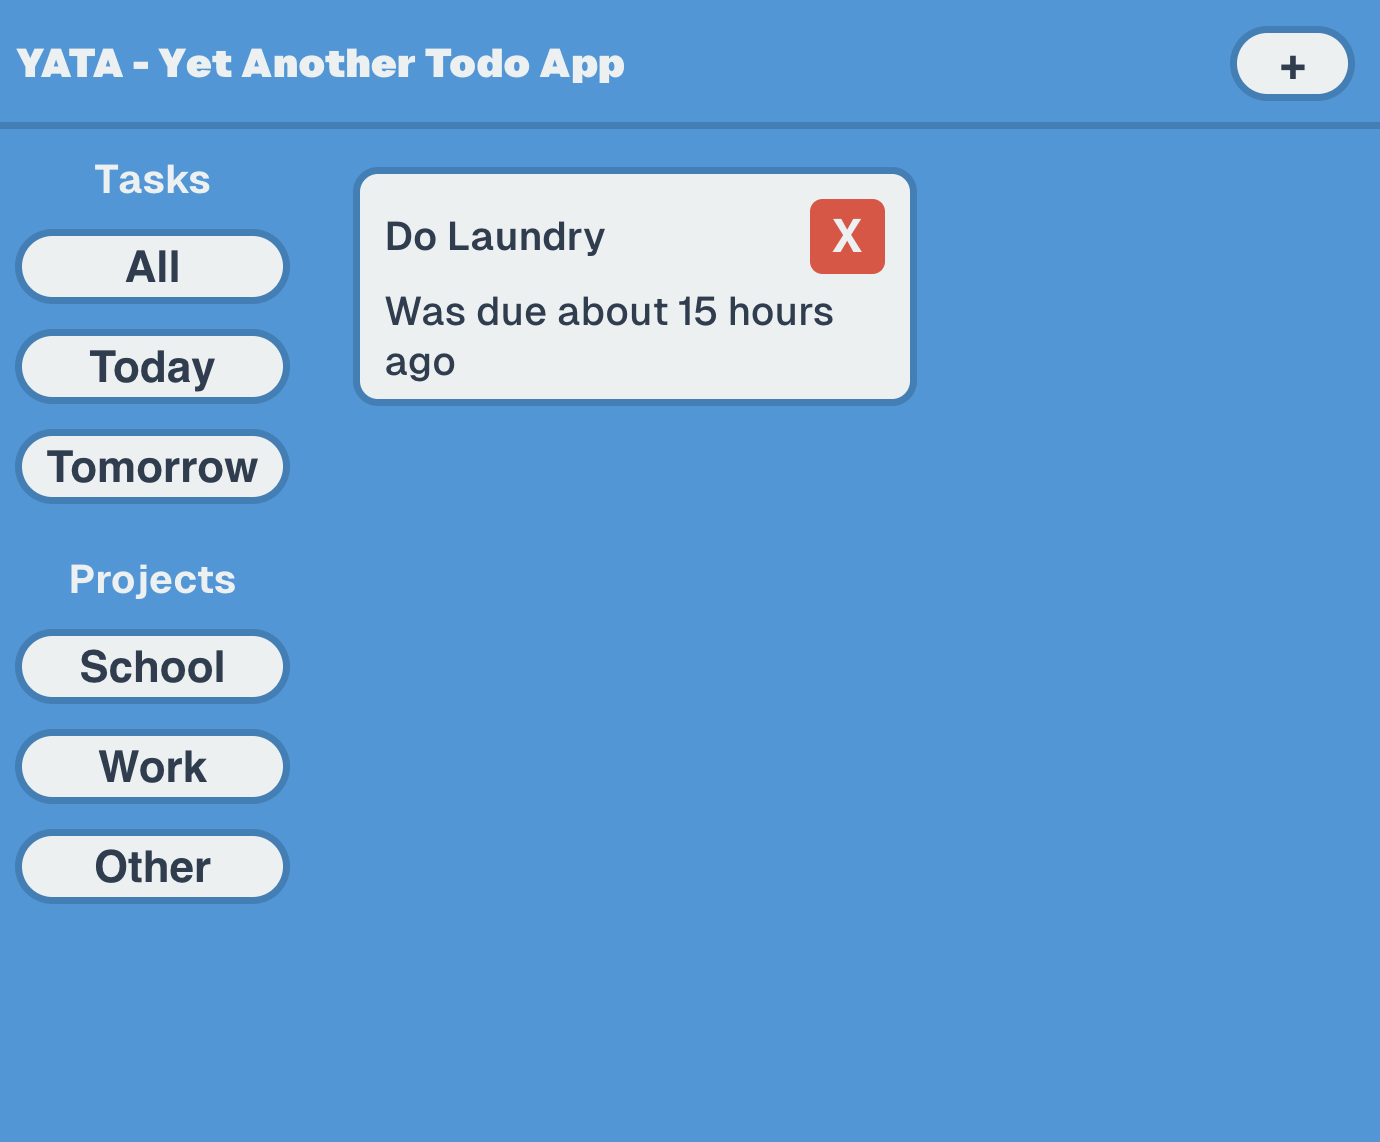 YATA - Yet Another Todo App
+
Tasks
All
Today
Tomorrow
Projects
School
Work
Other
Do Laundry
X
Was due about 15 hours
ago